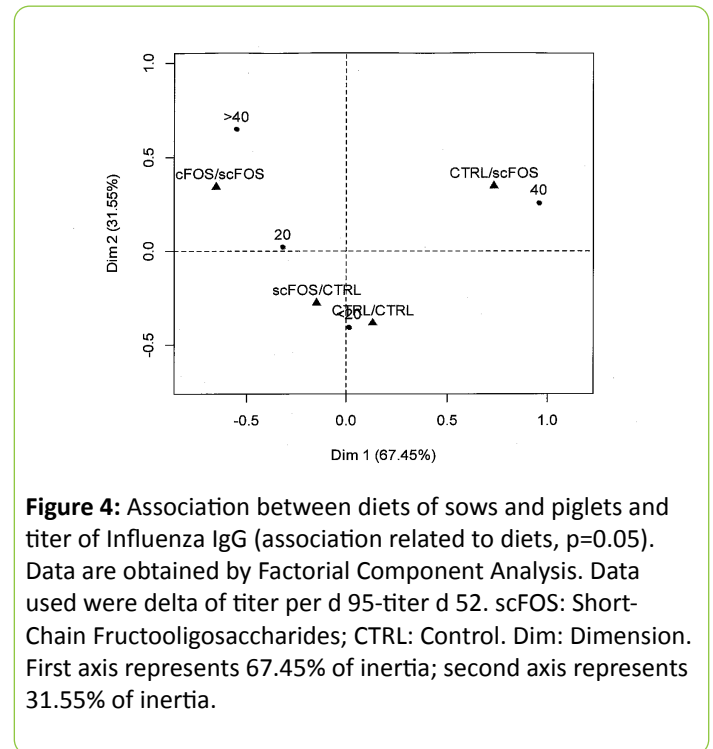 1.0
>40
cFOS/scFOS
CTRL/scFOS
0.5
40
20
Dim 2 (31.55%)
0.0
scFOS/CTRL
CTRL/CTRL
<20
-0.5
-0.5 0.0 0.5 1.0
Dim 1 (67.45%)
Figure 4: Association between diets of sows and piglets and
titer of Influenza IgG (association related to diets, p=0.05).
Data are obtained by Factorial Component Analysis. Data
used were delta of titer per d 95-titer d 52. scFOS: Short-
Chain Fructooligosaccharides; CTRL: Control. Dim: Dimension.
First axis represents 67.45% of inertia; second axis represents
31.55% of inertia.